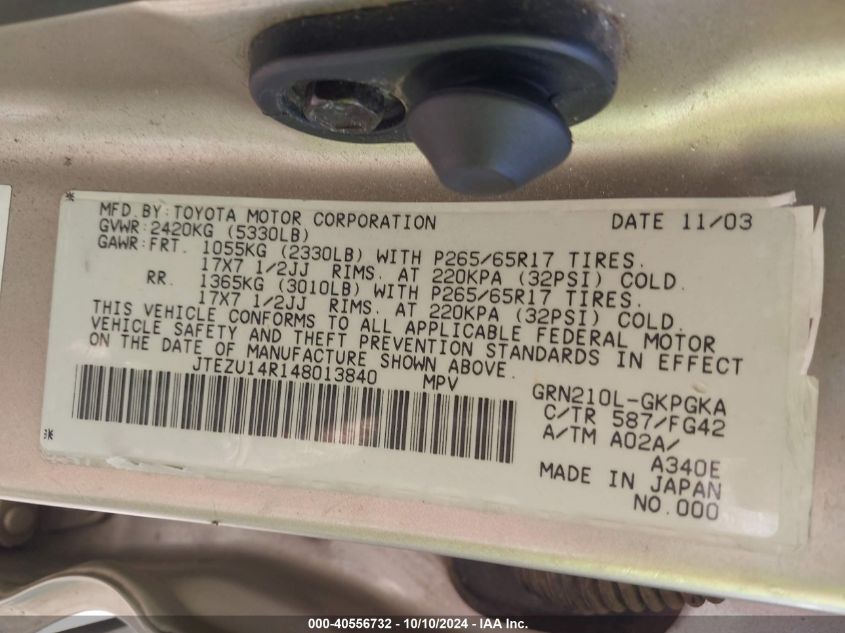 MFD.BY:TOYOTA MOTOR CORPORATION DATE 11/03
GVWR:2420KG (5330LB)
GAWR:FRT. 1055KG (2330LB) WITH P265/65R17 TIRES.
17X7 1/2JJ RIMS. AT 220KPA (32PSI) COLD.
RR. 1365KG (3010LB) WITH P265/65R17 TIRES.
17X7 1/2JJ RIMS. AT 220KPA (32PSI) COLD.
THIS VEHICLE CONFORMS TO ALL APPLICABLE FEDERAL MOTOR
VEHICLE SAFETY AND THEFT PREVENTION STANDARDS IN EFFECT
ON THE DATE OF MANUFACTURE SHOWN ABOVE.
JTEZU14R148013840 MPV
GRN210L-GKPGKA
C/TR 587/FG42
A/TM A02A/
A340E
MADE IN JAPAN
NO.000
000-40556732 - 10/10/2024 - IAA Inc.